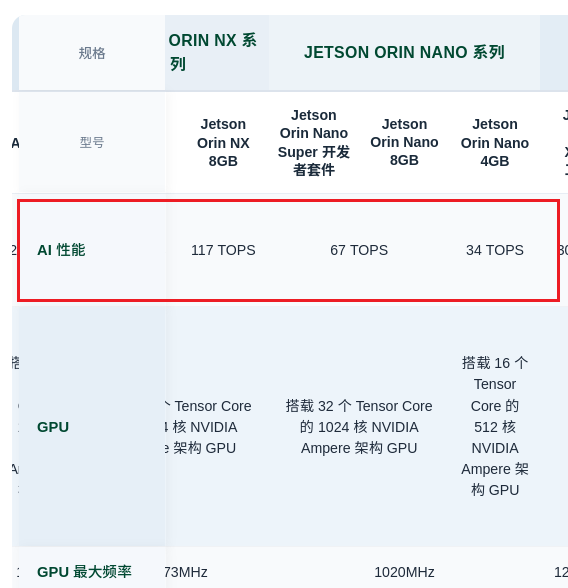 规格
ORIN NX 系
列
JETSON ORIN NANO 系列
型号
Jetson
Orin NX
8GB
Jetson
Orin Nano
Super 开发
者套件
Jetson
Orin Nano
8GB
Jetson
Orin Nano
4GB
AI 性能
117 TOPS
67 TOPS
34 TOPS
GPU
个 Tensor Core
4 核 NVIDIA
e 架构 GPU
搭载 32 个 Tensor Core
的 1024 核 NVIDIA
Ampere 架构 GPU
搭载 16 个
Tensor
Core 的
512 核
NVIDIA
Ampere 架
构 GPU
GPU 最大频率
73MHz
1020MHz